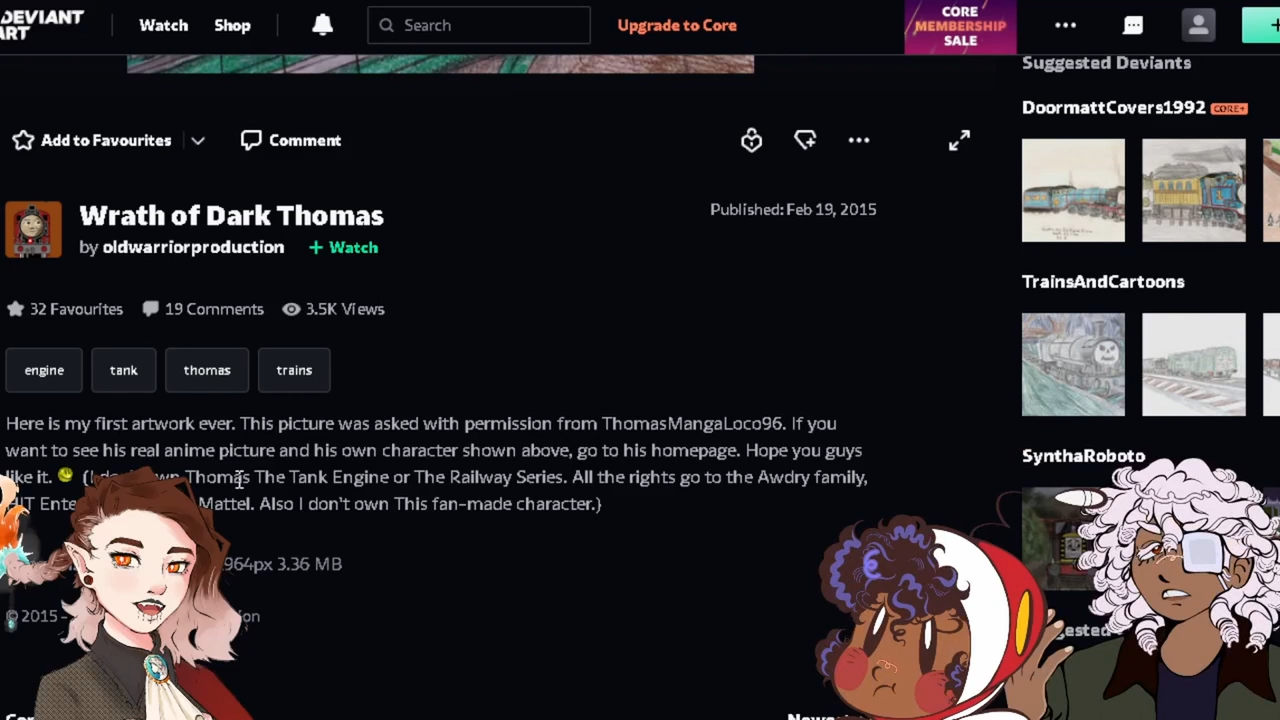 DEVIANT
ART
Watch
Shop
Search
Upgrade to Core
CORE
MEMBERSHIP
SALE
Suggested Deviants
DoormattCovers1992 CORE+
Add to Favourites
Comment
Wrath of Dark Thomas
Published: Feb 19, 2015
by oldwarriorproduction + Watch
TrainsAndCartoons
32 Favourites 19 Comments 3.5K Views
engine tank thomas trains
Here is my first artwork ever. This picture was asked with permission from ThomasMangaLoco96. If you
want to see his real anime picture and his own character shown above, go to his homepage. Hope you guys
like it. Thomas The Tank Engine or The Railway Series. All the rights go to the Awdry family,
Mattel. Also I don't own This fan-made character.}
SynthaRoboto
964px 3.36 MB
©2015 -